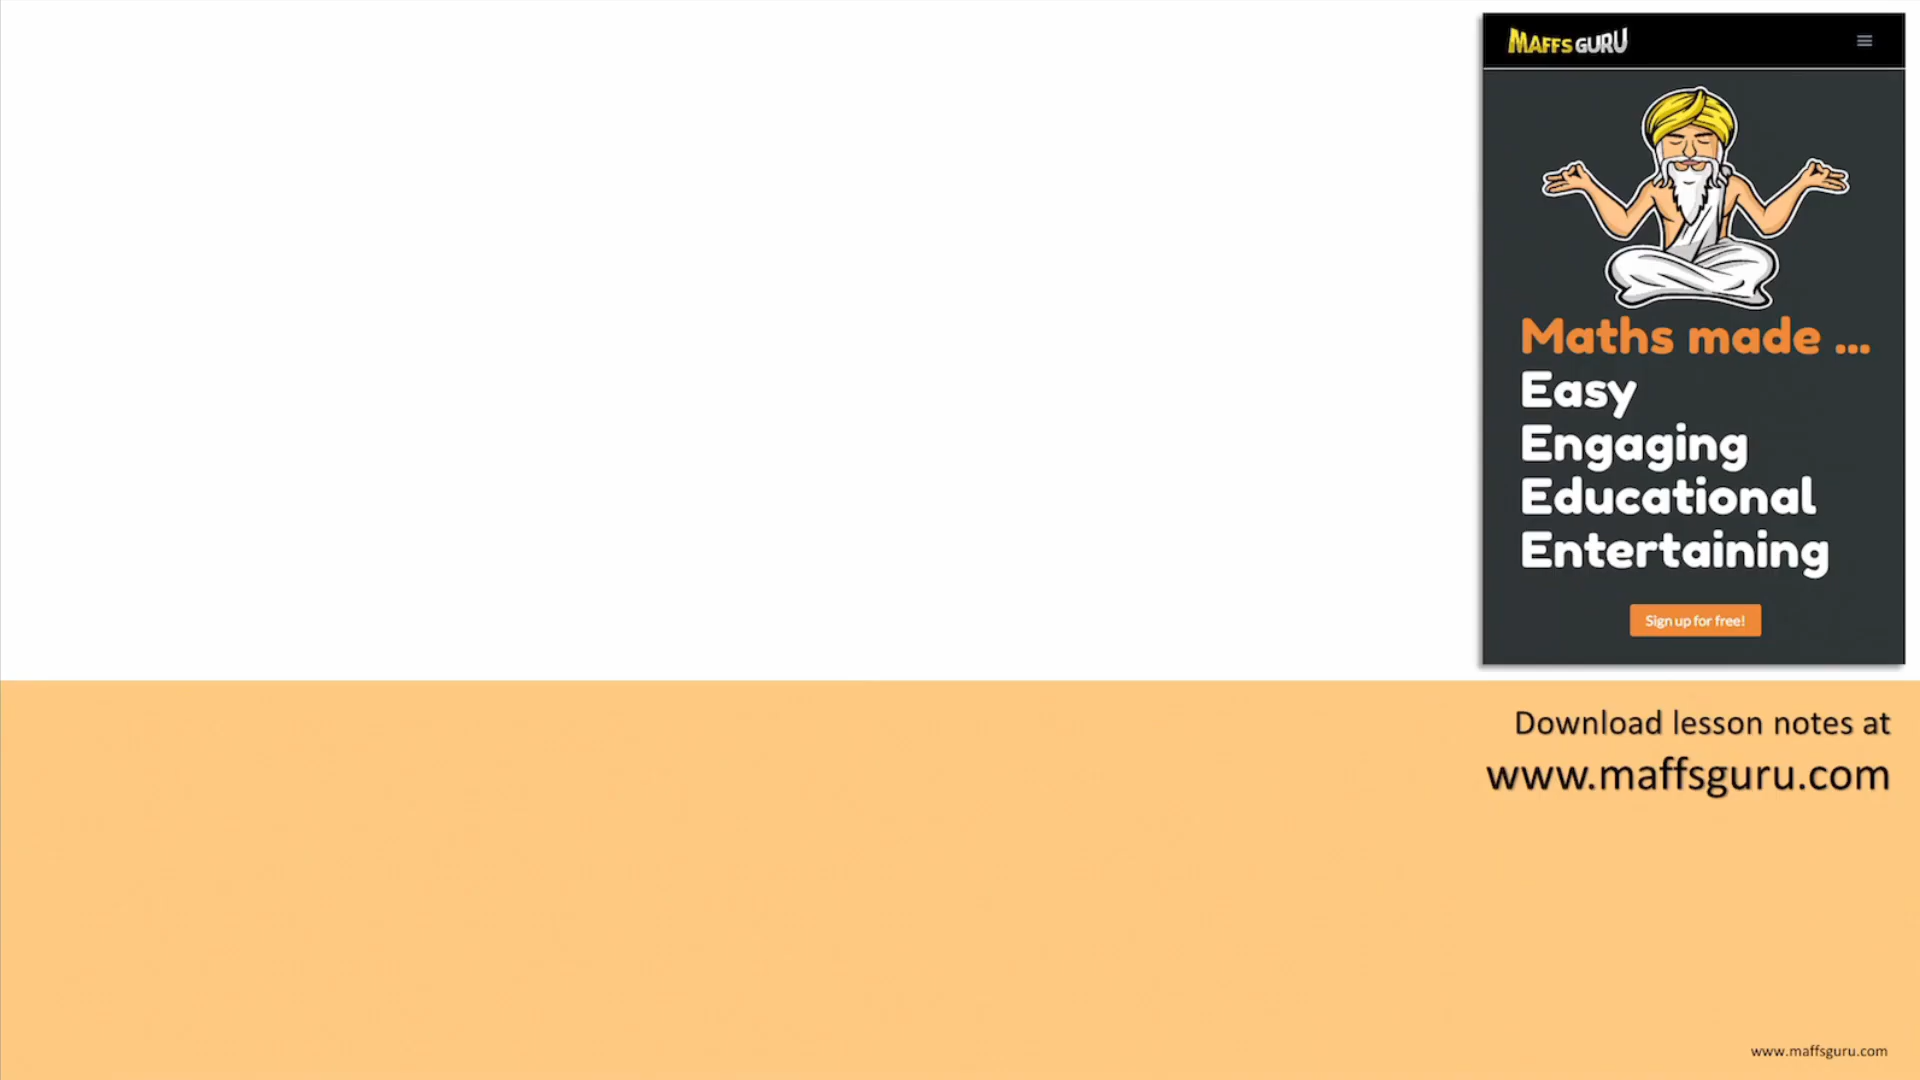 MAFFS GURU
Maths made ...
Easy
Engaging
Educational
Entertaining
Sign up for free!
Download lesson notes at
www.maffsguru.com
www.maffsguru.com